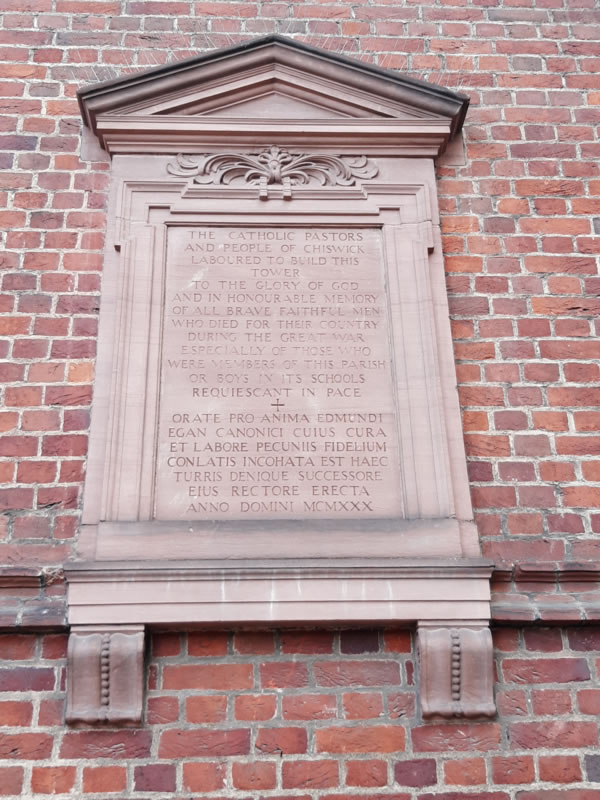 THE CATHOLIC PASTORS
AND PEOPLE OF CHISWICK
LABOURED TO BUILD THIS
TOWER
TO THE GLORY OF GOD
AND IN HONOURABLE MEMORY
OF ALL BRAVE FAITHFUL MEN
WHO DIED FOR THEIR COUNTRY
DURING THE GREAT WAR
ESPECIALLY OF THOSE WHO
WERE MEMBERS OF THIS PARISH
OR BOYS IN ITS SCHOOLS
REQUIESCANT IN PACE
+
ORATE PRO ANIMA EDMUNDI
EGAN CANONICI CUIUS CURA
ET LABORE PECUNIIS FIDELIUM
CONLATIS INCOHATA EST HAEC
TURRIS DENIQUE SUCCESSORE
EIUS RECTORE ERECTA
ANNO DOMINI MCMXXX